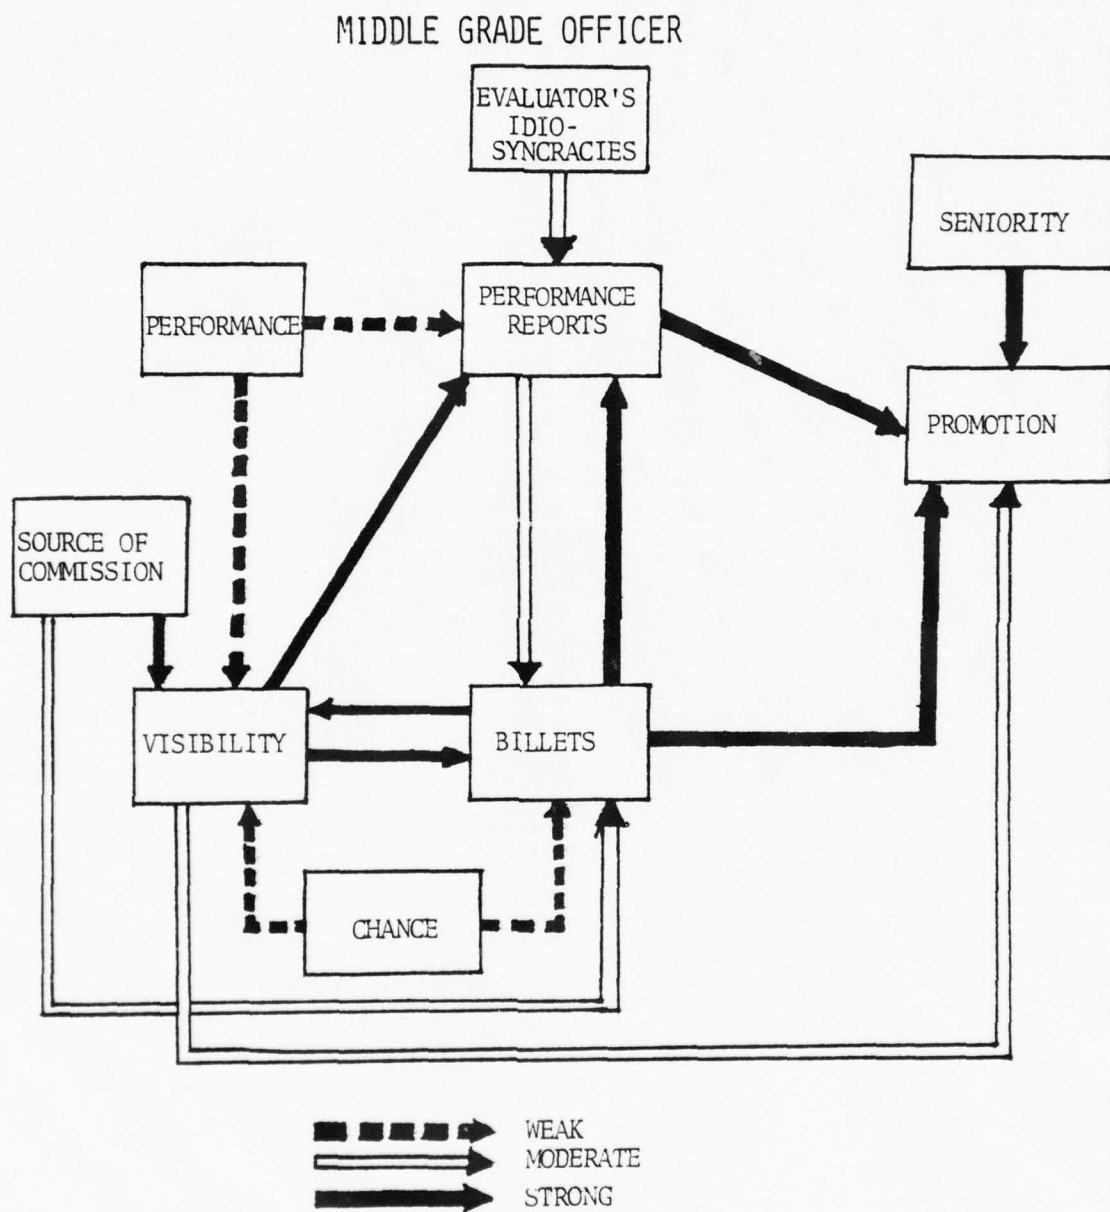 MIDDLE GRADE OFFICER
EVALUATOR'S
IDIO-
SYNCRACIES
SENIORITY
PERFORMANCE
PERFORMANCE
REPORTS
PROMOTION
SOURCE OF
COMMISSION
VISIBILITY
BILLETS
CHANCE
WEAK
MODERATE
STRONG